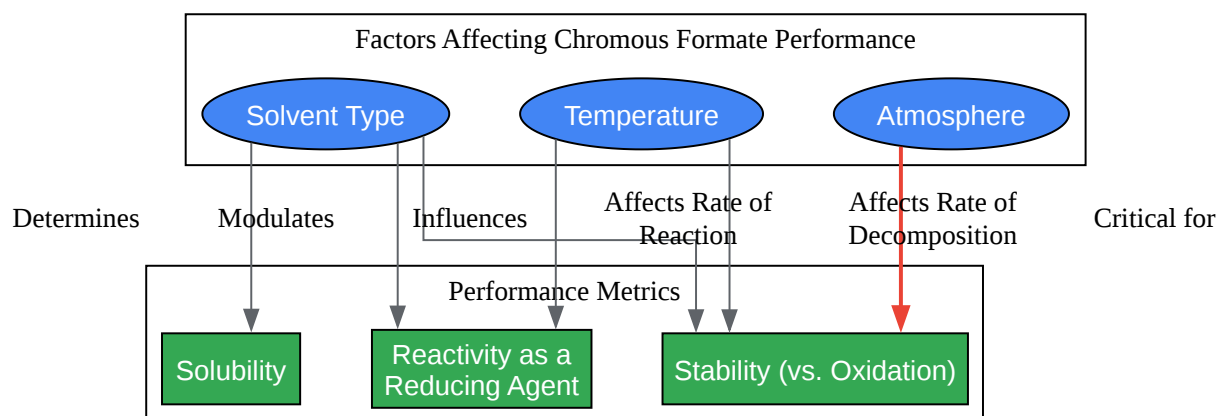 Factors Affecting Chromous Formate Performance
Solvent Type
Temperature
Atmosphere
Determines
Modulates
Influences
Affects Rate of
Reaction
Affects Rate of
Decomposition
Critical for
Performance Metrics
Solubility
Reactivity as a
Reducing Agent
Stability (vs. Oxidation)